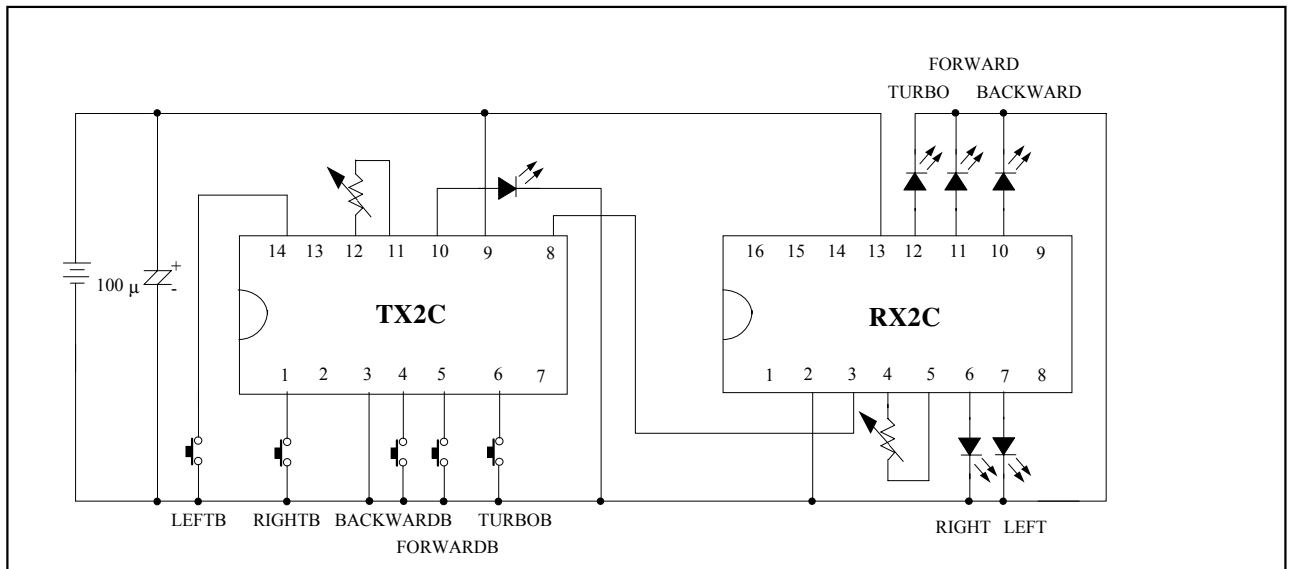 FORWARD
TURBO BACKWARD
14 13 12 11 10 9 8
16 15 14 13 12 11 10 9
100 µ
+
-
TX2C
RX2C
1 2 3 4 5 6 7
1 2 3 4 5 6 7 8
LEFTB RIGHTB BACKWARDB TURBOB
FORWARDB
RIGHT LEFT